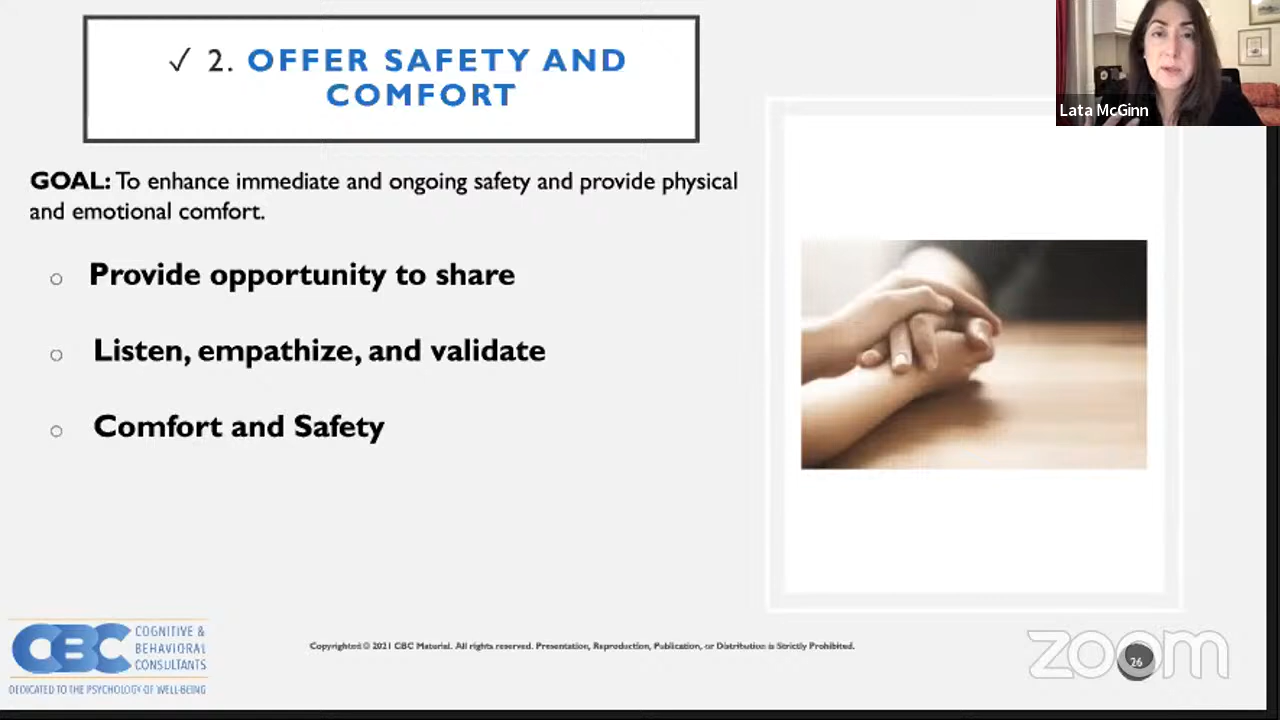 ✓ 2. OFFER SAFETY AND
COMFORT
Lata McGinn
GOAL: To enhance immediate and ongoing safety and provide physical
and emotional comfort.
Provide opportunity to share
Listen, empathize, and validate
Comfort and Safety
CBC
COGNITIVE &
BEHAVIORAL
CONSULTANTS
DEDICATED TO THE PSYCHOLOGY OF WELL-BEING
Copyrighted © 2021 CBC Material. All rights reserved. Presentation, Reproduction, Publication, or Distribution is Strictly Prohibited.
zoom
26